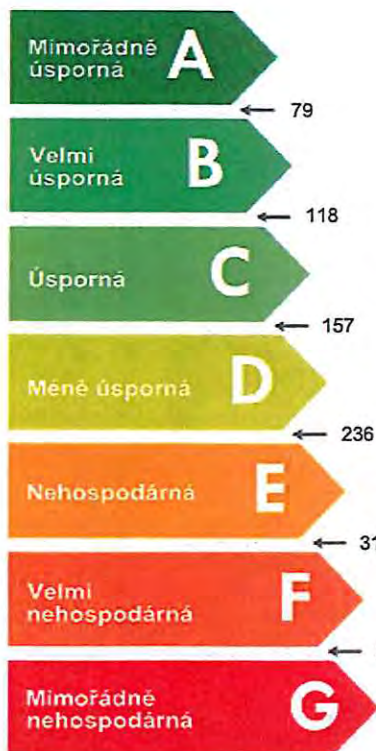 Mimořádně
úsporná A
79
Velmi
úsporná B
118
Úsporná C
157
Méně úsporná D
236
Nehospodárná E
Velmi
nehospodárná F
Mimořádně
nehospodárná G